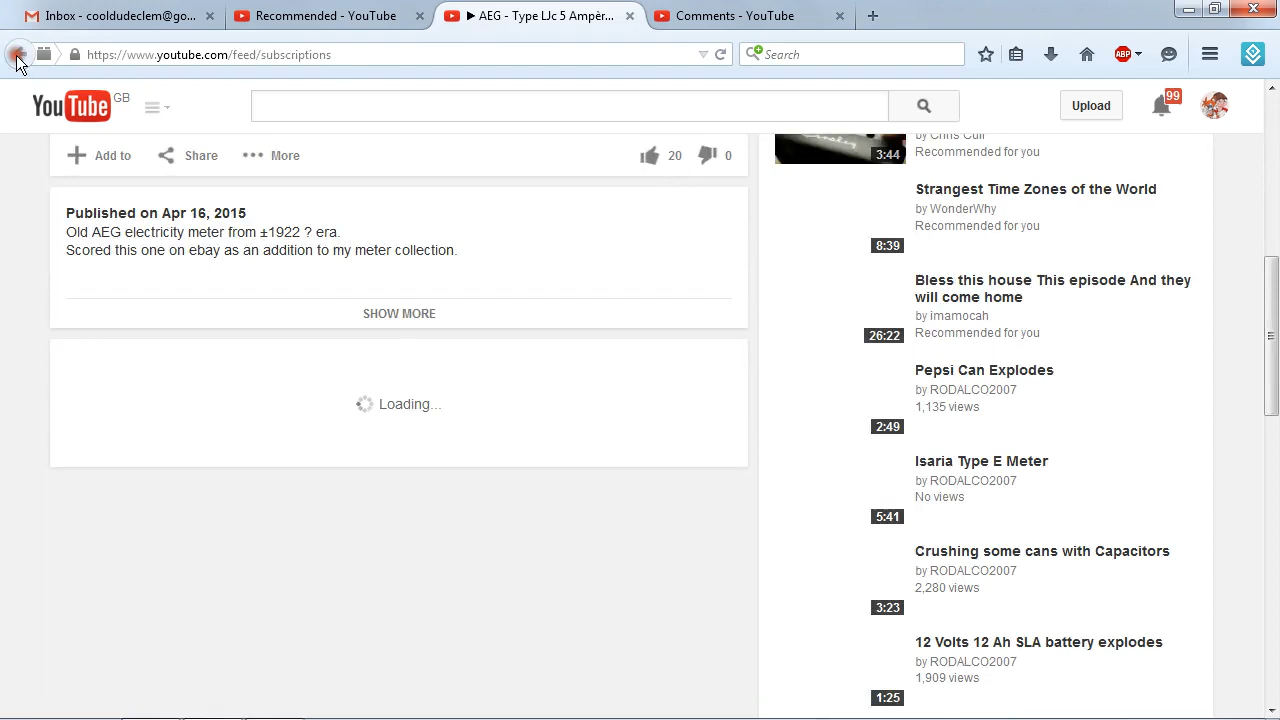 Inbox - cooldudeclem@go...
Recommended - YouTube
▶ AEG - Type LJc 5 Ampèr...
Comments - YouTube
https://www.youtube.com/feed/subscriptions
Search
ABP
YouTube GB
Upload
99
Add to
Share
More
20
0
Published on Apr 16, 2015
Old AEG electricity meter from ±1922 ? era.
Scored this one on ebay as an addition to my meter collection.
SHOW MORE
Loading...
by Chris Cull
3:44
Recommended for you
Strangest Time Zones of the World
by WonderWhy
Recommended for you
8:39
Bless this house This episode And they
will come home
by imamocah
Recommended for you
26:22
Pepsi Can Explodes
by RODALCO2007
1,135 views
2:49
Isaria Type E Meter
by RODALCO2007
No views
5:41
Crushing some cans with Capacitors
by RODALCO2007
2,280 views
3:23
12 Volts 12 Ah SLA battery explodes
by RODALCO2007
1,909 views
1:25